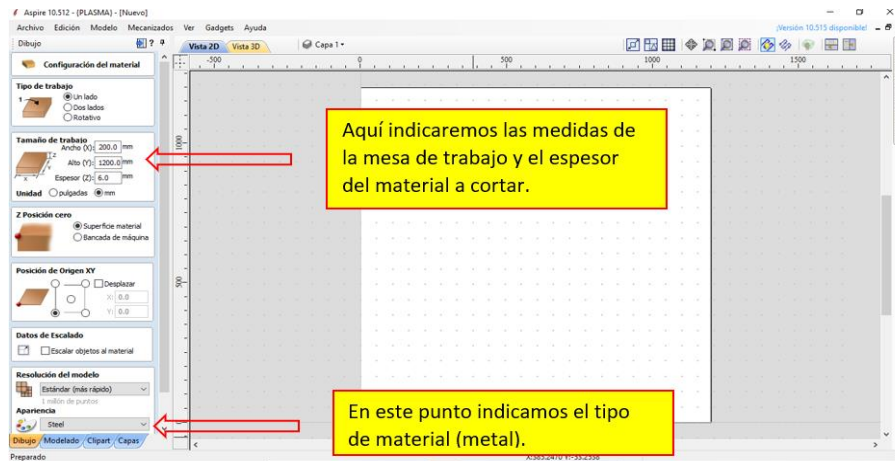 Aspire 10.512 - {PLASMA} - [Nuevo]
Archivo Edición Modelo Mecanizados Ver Gadgets Ayuda
¡Versión 10.515 disponible!
Dibujo
Vista 2D Vista 3D Capa 1
Configuración del material
-500 0 500 1000 1500
Tipo de trabajo
1
Un lado
Dos lados
Rotativo
Aquí indicaremos las medidas de
la mesa de trabajo y el espesor
del material a cortar.
Tamaño de trabajo
Ancho (X): 200.0 mm
Alto (Y): 1200.0 mm
Espesor (Z): 6.0 mm
Unidad pulgadas mm
X Y Z
1000
Z Posición cero
Superficie material
Bancada de máquina
Posición de Origen XY
Desplazar
X: 0.0
Y: 0.0
500
Datos de Escalado
Escalar objetos al material
Resolución del modelo
Estándar (más rápido)
1 millón de puntos
Apariencia
Steel
En este punto indicamos el tipo
de material (metal).
Dibujo Modelado Clipart Capas
Preparado